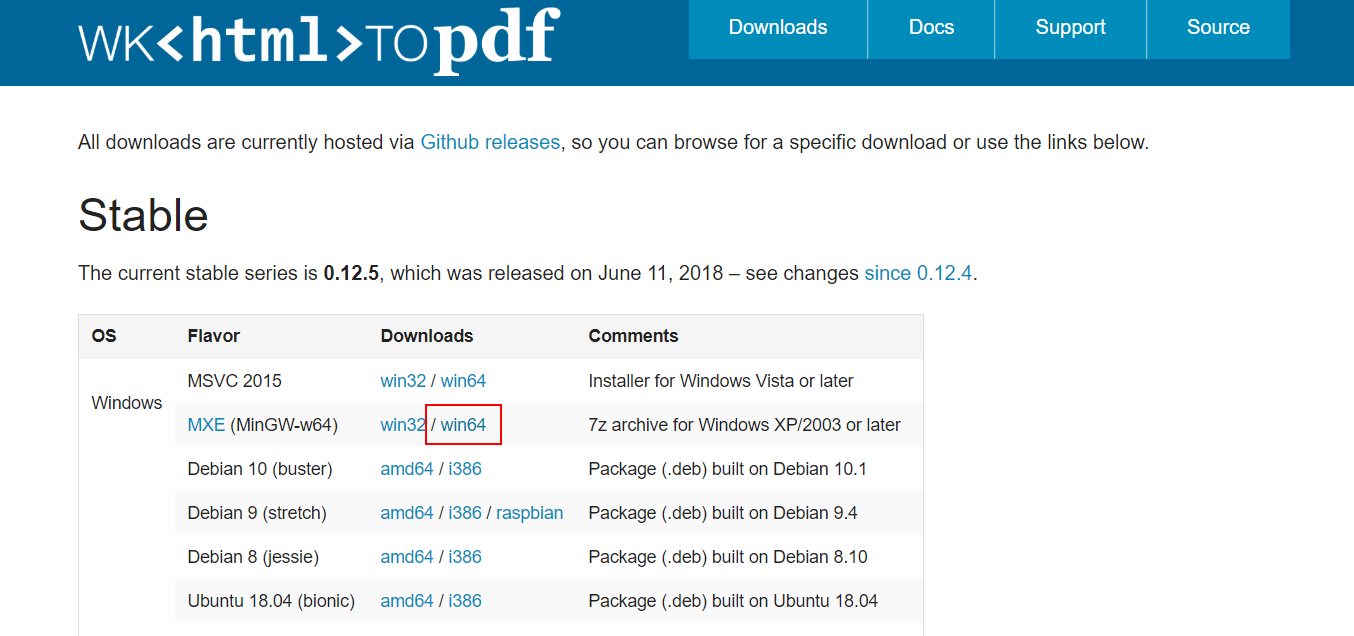 WK<html>TOpdf
Downloads Docs Support Source
All downloads are currently hosted via Github releases, so you can browse for a specific download or use the links below.
Stable
The current stable series is 0.12.5, which was released on June 11, 2018 – see changes since 0.12.4.
OS Flavor Downloads Comments
Windows
MSVC 2015 win32 / win64 Installer for Windows Vista or later
MXE (MinGW-w64) win32 / win64 7z archive for Windows XP/2003 or later
Debian 10 (buster) amd64 / i386 Package (.deb) built on Debian 10.1
Debian 9 (stretch) amd64 / i386 / raspbian Package (.deb) built on Debian 9.4
Debian 8 (jessie) amd64 / i386 Package (.deb) built on Debian 8.10
Ubuntu 18.04 (bionic) amd64 / i386 Package (.deb) built on Ubuntu 18.04